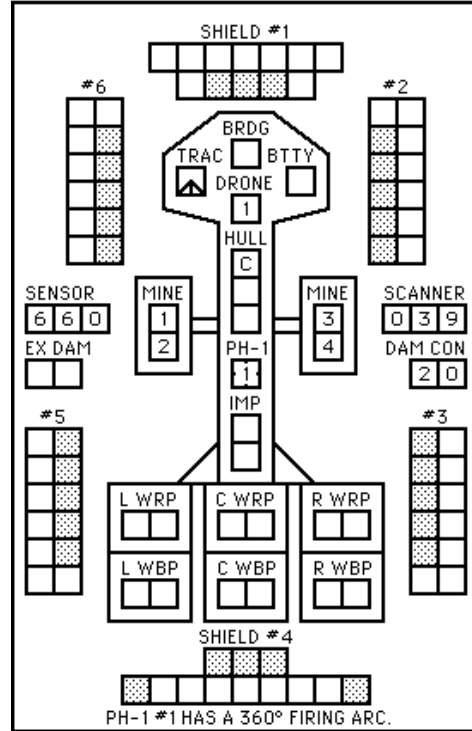 SHIELD #1
#6
#2
BRDG
TRAC
BTTY
DRONE
1
HULL
C
SENSOR
6 6 0
MINE
1
2
MINE
3
4
SCANNER
0 3 9
EX DAM
DAM CON
2 0
PH-1
1
IMP
#5
#3
L WRP
C WRP
R WRP
L WBP
C WBP
R WBP
SHIELD #4
PH-1 #1 HAS A 360° FIRING ARC.